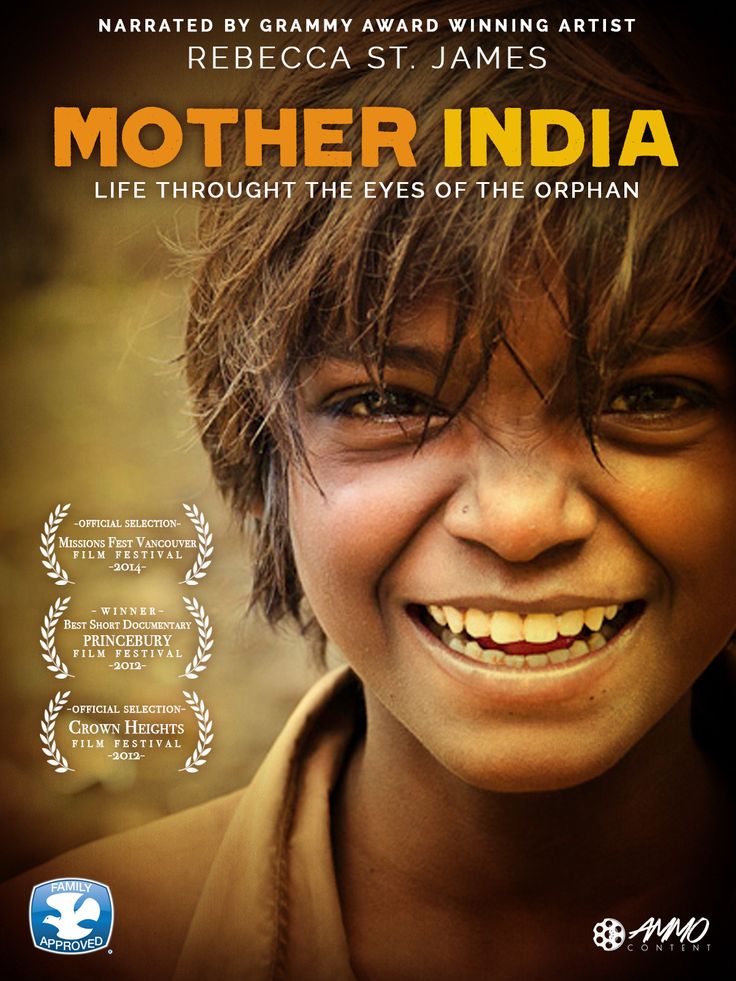 NARRATED BY GRAMMY AWARD WINNING ARTIST
REBECCA ST. JAMES
MOTHER INDIA
LIFE THROUGHT THE EYES OF THE ORPHAN
-OFFICIAL SELECTION-
MISSIONS FEST VANCOUVER
FILM FESTIVAL
-2014-
-WINNER-
BEST SHORT DOCUMENTARY
PRINCEBURY
FILM FESTIVAL
-2012-
-OFFICIAL SELECTION-
CROWN HEIGHTS
FILM FESTIVAL
-2012-
FAMILY
APPROVED
®
AMMO
CONTENT